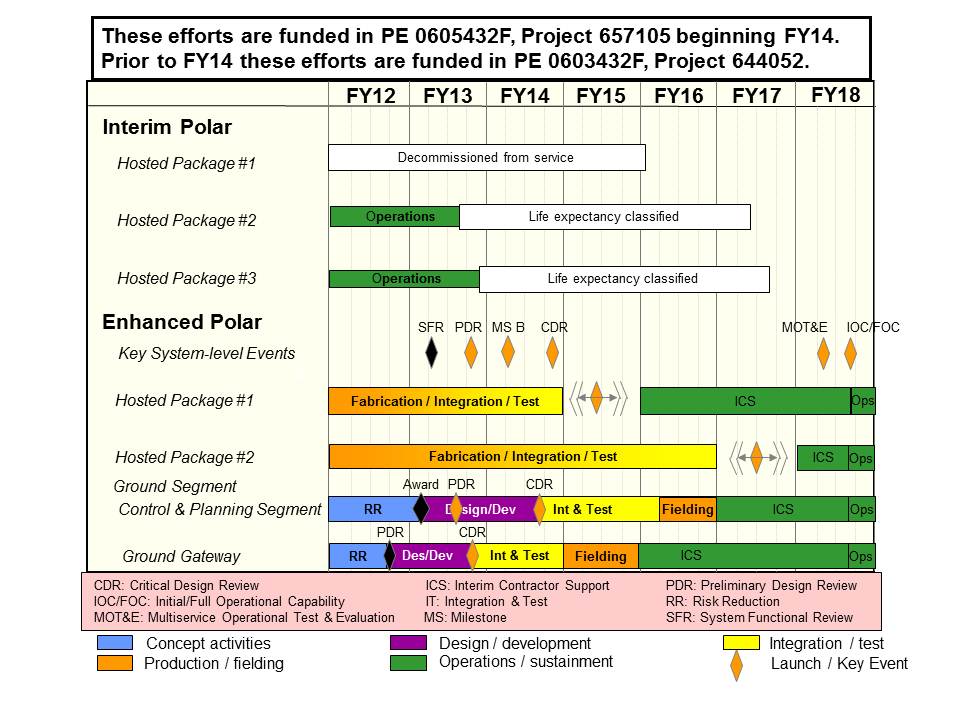 These efforts are funded in PE 0605432F, Project 657105 beginning FY14.
Prior to FY14 these efforts are funded in PE 0603432F, Project 644052.
FY12 FY13 FY14 FY15 FY16 FY17 FY18
Interim Polar
Hosted Package #1 Decommissioned from service
Hosted Package #2 Operations Life expectancy classified
Hosted Package #3 Operations Life expectancy classified
Enhanced Polar
SFR PDR MS B CDR MOT&E IOC/FOC
Key System-level Events
Hosted Package #1 Fabrication / Integration / Test ICS Ops
Hosted Package #2 Fabrication / Integration / Test ICS Ops
Ground Segment Award PDR CDR
Control & Planning Segment RR Design/Dev Int & Test Fielding ICS Ops
PDR CDR
Ground Gateway RR Des/Dev Int & Test Fielding ICS Ops
CDR: Critical Design Review ICS: Interim Contractor Support PDR: Preliminary Design Review
IOC/FOC: Initial/Full Operational Capability IT: Integration & Test RR: Risk Reduction
MOT&E: Multiservice Operational Test & Evaluation MS: Milestone SFR: System Functional Review
Concept activities Design / development Integration / test
Production / fielding Operations / sustainment Launch / Key Event